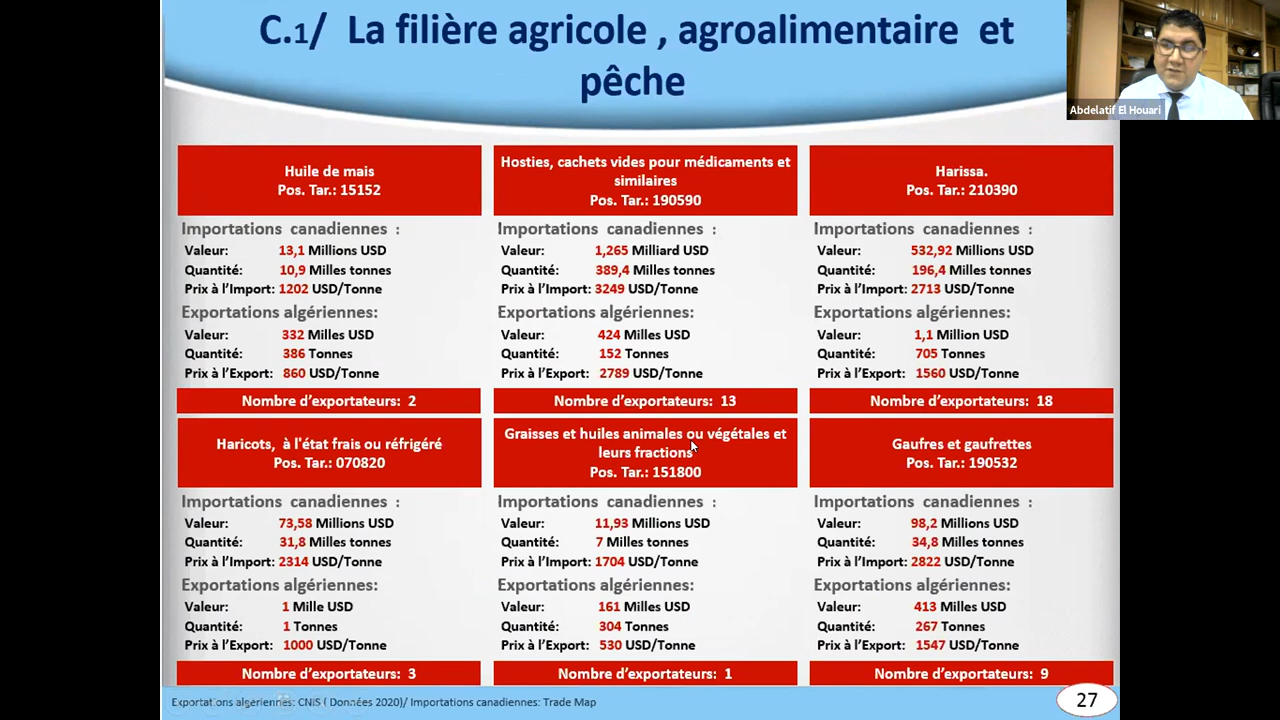 C.1/ La filière agricole , agroalimentaire et
pêche
Abdelatif El Houari
Huile de mais
Pos. Tar.: 15152
Importations canadiennes :
Valeur: 13,1 Millions USD
Quantité: 10,9 Milles tonnes
Prix à l'Import: 1202 USD/Tonne
Exportations algériennes:
Valeur: 332 Milles USD
Quantité: 386 Tonnes
Prix à l'Export: 860 USD/Tonne
Nombre d'exportateurs: 2
Hosties, cachets vides pour médicaments et
similaires
Pos. Tar.: 190590
Importations canadiennes :
Valeur: 1,265 Milliard USD
Quantité: 389,4 Milles tonnes
Prix à l'Import: 3249 USD/Tonne
Exportations algériennes:
Valeur: 424 Milles USD
Quantité: 152 Tonnes
Prix à l'Export: 2789 USD/Tonne
Nombre d'exportateurs: 13
Harissa.
Pos. Tar.: 210390
Importations canadiennes :
Valeur: 532,92 Millions USD
Quantité: 196,4 Milles tonnes
Prix à l'Import: 2713 USD/Tonne
Exportations algériennes:
Valeur: 1,1 Million USD
Quantité: 705 Tonnes
Prix à l'Export: 1560 USD/Tonne
Nombre d'exportateurs: 18
Haricots, à l'état frais ou réfrigéré
Pos. Tar.: 070820
Importations canadiennes :
Valeur: 73,58 Millions USD
Quantité: 31,8 Milles tonnes
Prix à l'Import: 2314 USD/Tonne
Exportations algériennes:
Valeur: 1 Mille USD
Quantité: 1 Tonnes
Prix à l'Export: 1000 USD/Tonne
Nombre d'exportateurs: 3
Graisses et huiles animales ou végétales et
leurs fractions
Pos. Tar.: 151800
Importations canadiennes :
Valeur: 11,93 Millions USD
Quantité: 7 Milles tonnes
Prix à l'Import: 1704 USD/Tonne
Exportations algériennes:
Valeur: 161 Milles USD
Quantité: 304 Tonnes
Prix à l'Export: 530 USD/Tonne
Nombre d'exportateurs: 1
Gaufres et gaufrettes
Pos. Tar.: 190532
Importations canadiennes :
Valeur: 98,2 Millions USD
Quantité: 34,8 Milles tonnes
Prix à l'Import: 2822 USD/Tonne
Exportations algériennes:
Valeur: 413 Milles USD
Quantité: 267 Tonnes
Prix à l'Export: 1547 USD/Tonne
Nombre d'exportateurs: 9
Exportations algeriennes: CNiS ( Données 2020)/ Importations canadiennes: Trade Map
27